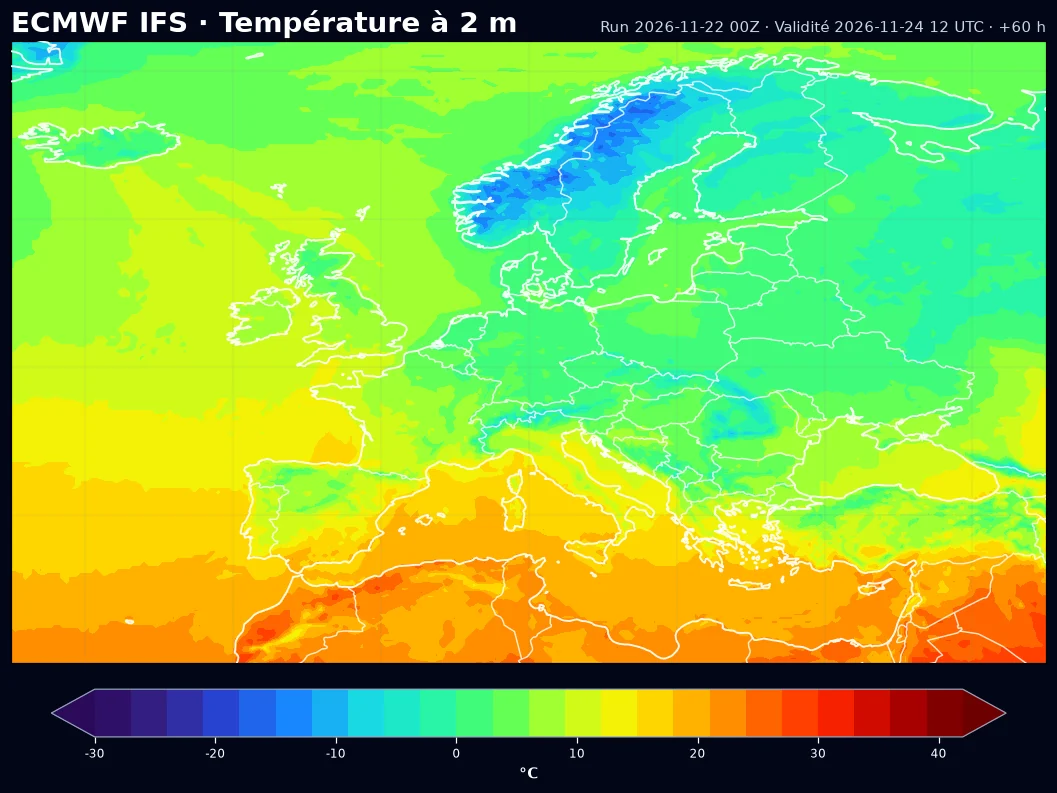 ECMWF IFS · Température à 2 m
Run 2026-11-22 00Z · Validité 2026-11-24 12 UTC · +60 h
-30 -20 -10 0 10 20 30 40
°C